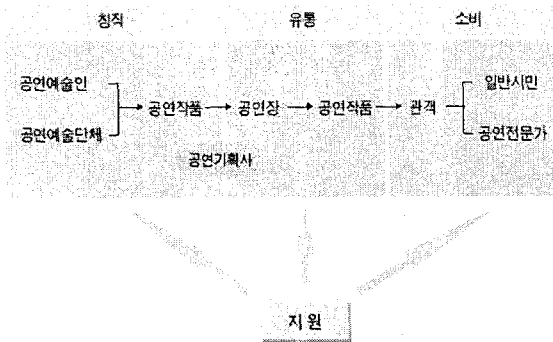 창작 유통 소비
공연예술인 일반시민
공연작품 공연장 공연작품 관객
공연예술단체 공연전문가
공연기획사
지원